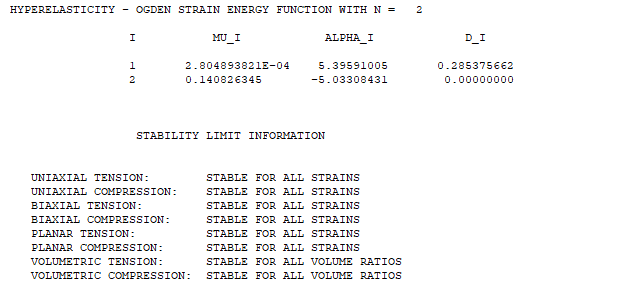 HYPERELASTICITY - OGDEN STRAIN ENERGY FUNCTION WITH N = 2
I MU_I ALPHA_I D_I
1 2.804893821E-04 5.39591005 0.285375662
2 0.140826345 -5.03308431 0.00000000
STABILITY LIMIT INFORMATION
UNIAXIAL TENSION: STABLE FOR ALL STRAINS
UNIAXIAL COMPRESSION: STABLE FOR ALL STRAINS
BIAXIAL TENSION: STABLE FOR ALL STRAINS
BIAXIAL COMPRESSION: STABLE FOR ALL STRAINS
PLANAR TENSION: STABLE FOR ALL STRAINS
PLANAR COMPRESSION: STABLE FOR ALL STRAINS
VOLUMETRIC TENSION: STABLE FOR ALL VOLUME RATIOS
VOLUMETRIC COMPRESSION: STABLE FOR ALL VOLUME RATIOS